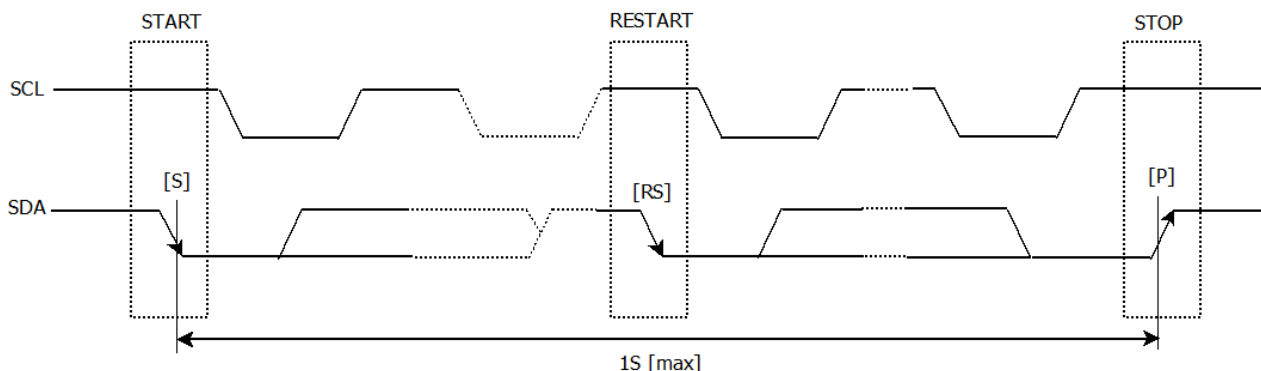 START RESTART STOP
SCL
[S] [RS] [P]
SDA
1S [max]